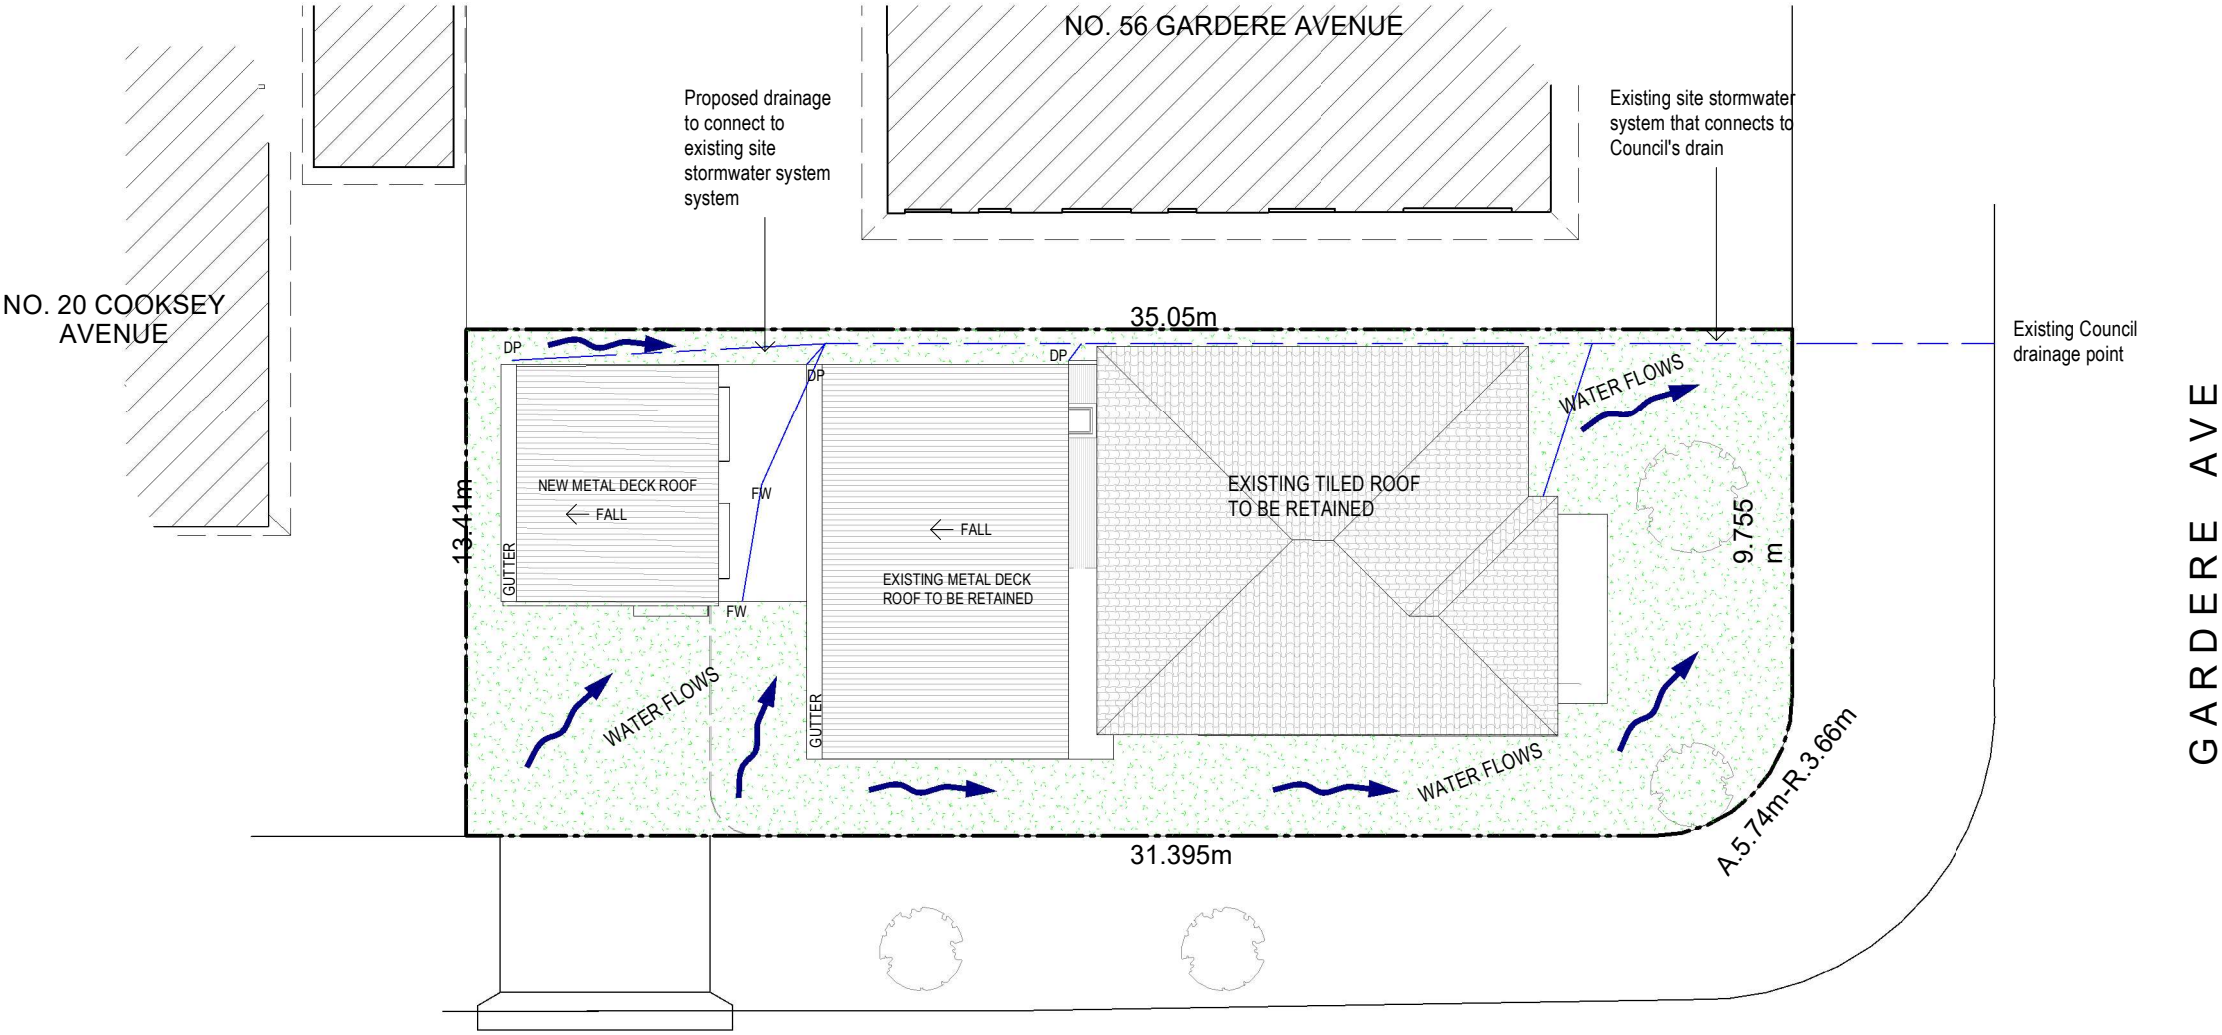 NO. 56 GARDERE AVENUE
Proposed drainage
to connect to
existing site
stormwater system
system
Existing site stormwater
system that connects to
Council's drain
NO. 20 COOKSEY
AVENUE
35.05m
Existing Council
drainage point
DP
DP
DP
WATER FLOWS
GARDERE AVE
NEW METAL DECK ROOF
FALL
FW
EXISTING TILED ROOF
TO BE RETAINED
13.41m
FALL
9.755
m
GUTTER
EXISTING METAL DECK
ROOF TO BE RETAINED
FW
WATER FLOWS
GUTTER
WATER FLOWS
A.5.74m-R.3.66m
31.395m